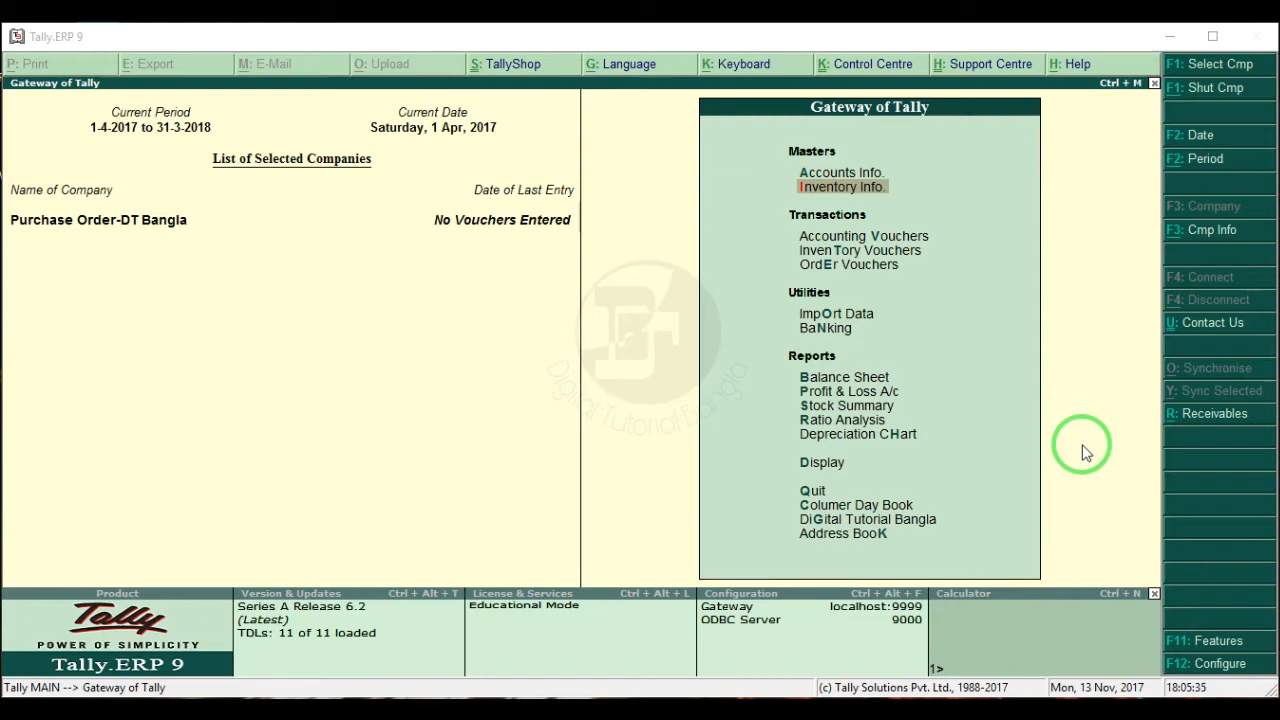 Tally.ERP 9
P: Print
E: Export
M: E-Mail
O: Upload
S: TallyShop
G: Language
K: Keyboard
K: Control Centre
H: Support Centre
H: Help
Gateway of Tally
Ctrl + M
Current Period
1-4-2017 to 31-3-2018
Current Date
Saturday, 1 Apr, 2017
List of Selected Companies
Name of Company
Date of Last Entry
Purchase Order-DT Bangla
No Vouchers Entered
Gateway of Tally
Masters
Accounts Info.
Inventory Info.
Transactions
Accounting Vouchers
InvenTory Vouchers
OrdEr Vouchers
Utilities
ImpOrt Data
BaNking
Reports
Balance Sheet
Profit & Loss A/c
Stock Summary
Ratio Analysis
Depreciation CHart
Display
Quit
Columer Day Book
DiGital Tutorial Bangla
Address BooK
Digital Tutorial Bangla
F1: Select Cmp
F1: Shut Cmp
F2: Date
F2: Period
F3: Company
F3: Cmp Info
F4: Connect
F4: Disconnect
U: Contact Us
O: Synchronise
Y: Sync Selected
R: Receivables
F11: Features
F12: Configure
Product
Tally
POWER OF SIMPLICITY
Tally.ERP 9
Version & Updates
Ctrl + Alt + T
Series A Release 6.2
(Latest)
TDLs: 11 of 11 loaded
License & Services
Ctrl + Alt + L
Educational Mode
Configuration
Ctrl + Alt + F
Gateway
localhost:9999
ODBC Server
9000
Calculator
Ctrl + N
1>
Tally MAIN --> Gateway of Tally
(c) Tally Solutions Pvt. Ltd., 1988-2017
Mon, 13 Nov, 2017
18:05:35